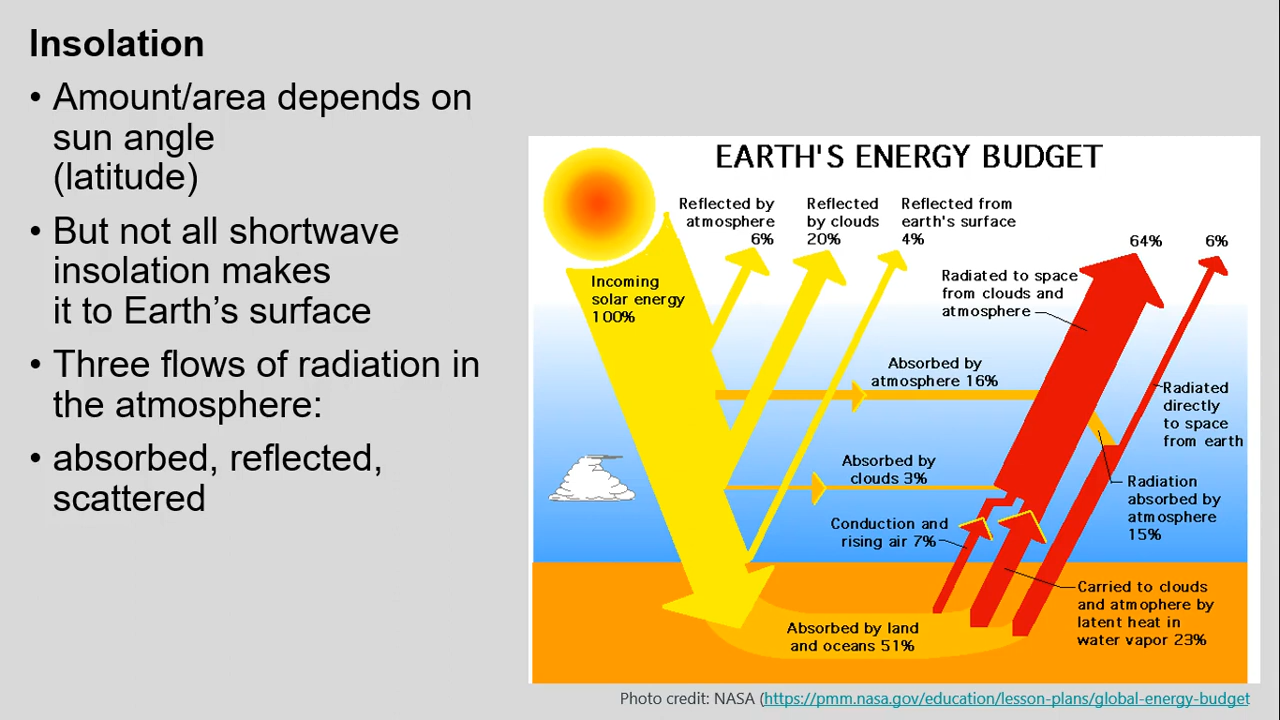 Insolation
• Amount/area depends on
sun angle
(latitude)
• But not all shortwave
insolation makes
it to Earth’s surface
• Three flows of radiation in
the atmosphere:
• absorbed, reflected,
scattered
EARTH'S ENERGY BUDGET
Reflected by
atmosphere
6%
Reflected
by clouds
20%
Reflected from
earth's surface
4%
64%
6%
Incoming
solar energy
100%
Radiated to space
from clouds and
atmosphere
Absorbed by
atmosphere 16%
Radiated
directly
to space
from earth
Absorbed by
clouds 3%
Radiation
absorbed by
atmosphere
15%
Conduction and
rising air 7%
Carried to clouds
and atmophere by
latent heat in
water vapor 23%
Absorbed by land
and oceans 51%
Photo credit: NASA (https://pmm.nasa.gov/education/lesson-plans/global-energy-budget